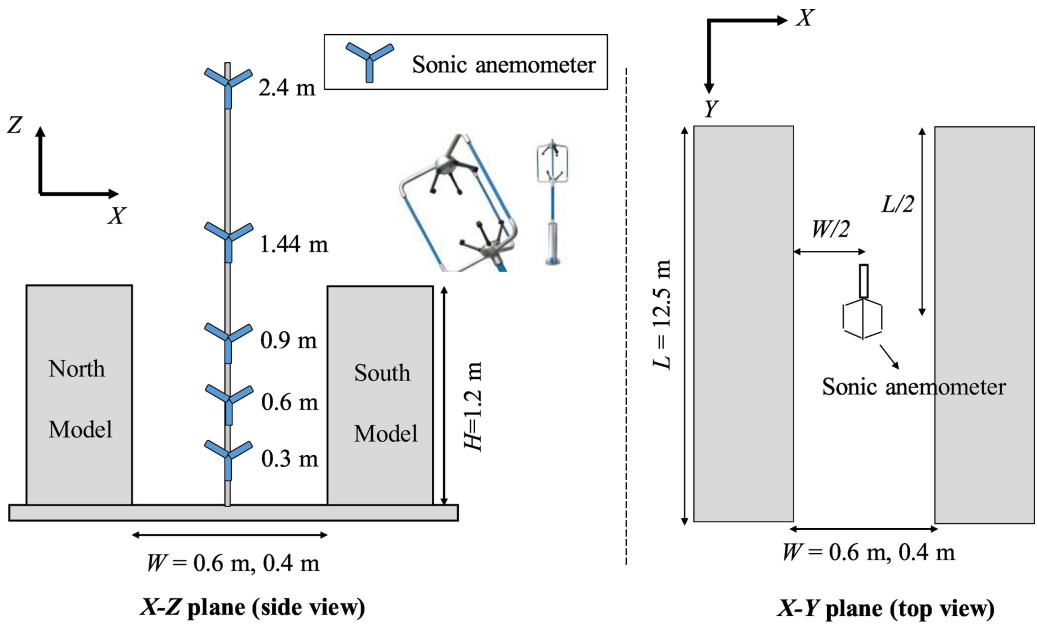 Sonic anemometer
2.4 m
Z
X
1.44 m
0.9 m
0.6 m
0.3 m
North
Model
South
Model
H=1.2 m
W = 0.6 m, 0.4 m
X-Z plane (side view)
X
Y
L/2
W/2
L = 12.5 m
Sonic anemometer
W = 0.6 m, 0.4 m
X-Y plane (top view)